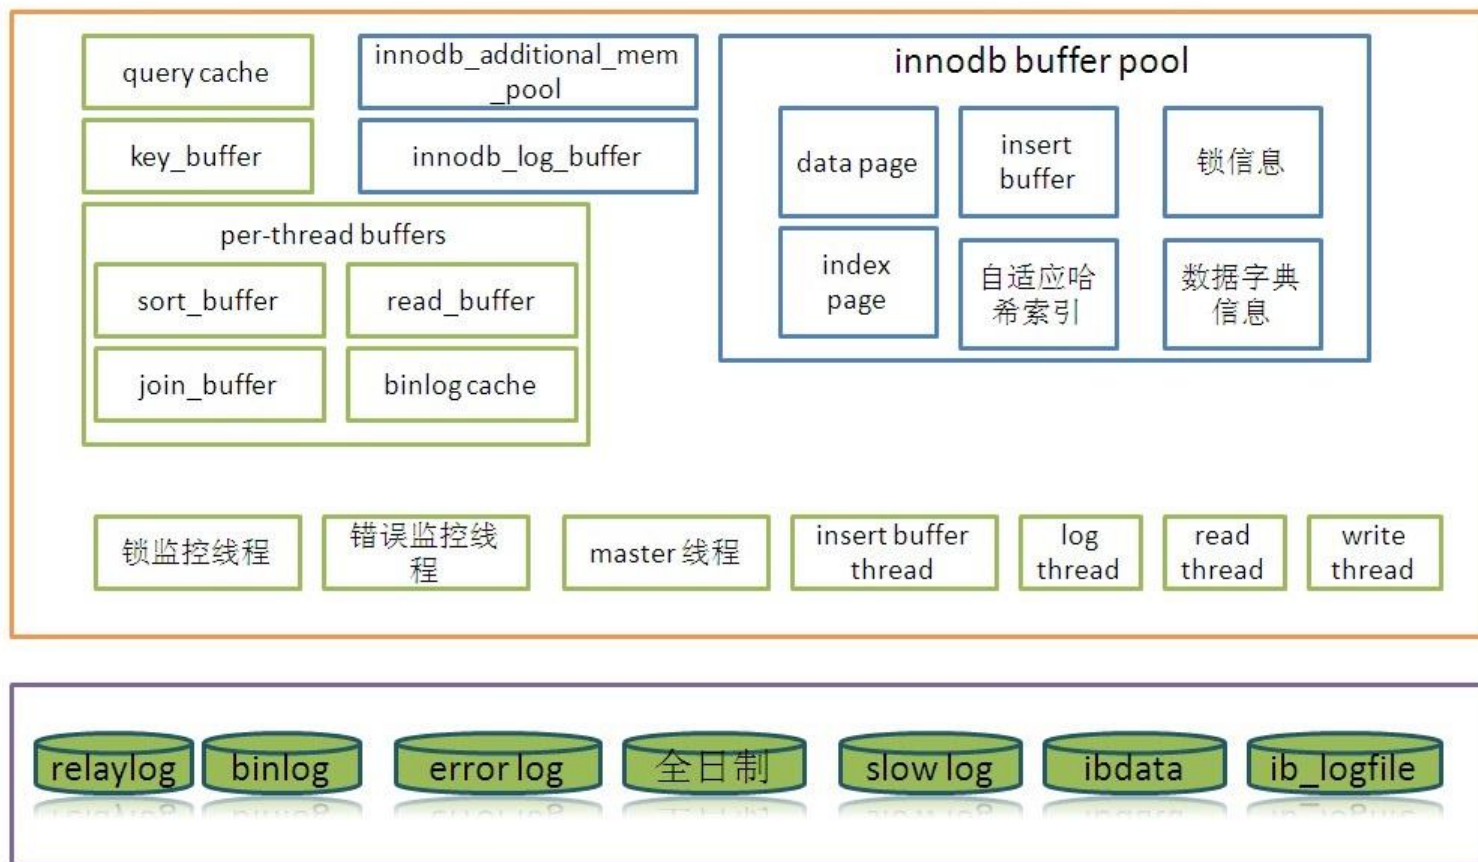 query cache
innodb_additional_mem
_pool
innodb buffer pool
key_buffer
innodb_log_buffer
data page
insert
buffer
锁信息
per-thread buffers
sort_buffer
read_buffer
index
page
自适应哈
希索引
数据字典
信息
join_buffer
binlog cache
锁监控线程
错误监控线
程
master 线程
insert buffer
thread
log
thread
read
thread
write
thread
relaylog
binlog
error log
全日制
slow log
ibdata
ib_logfile